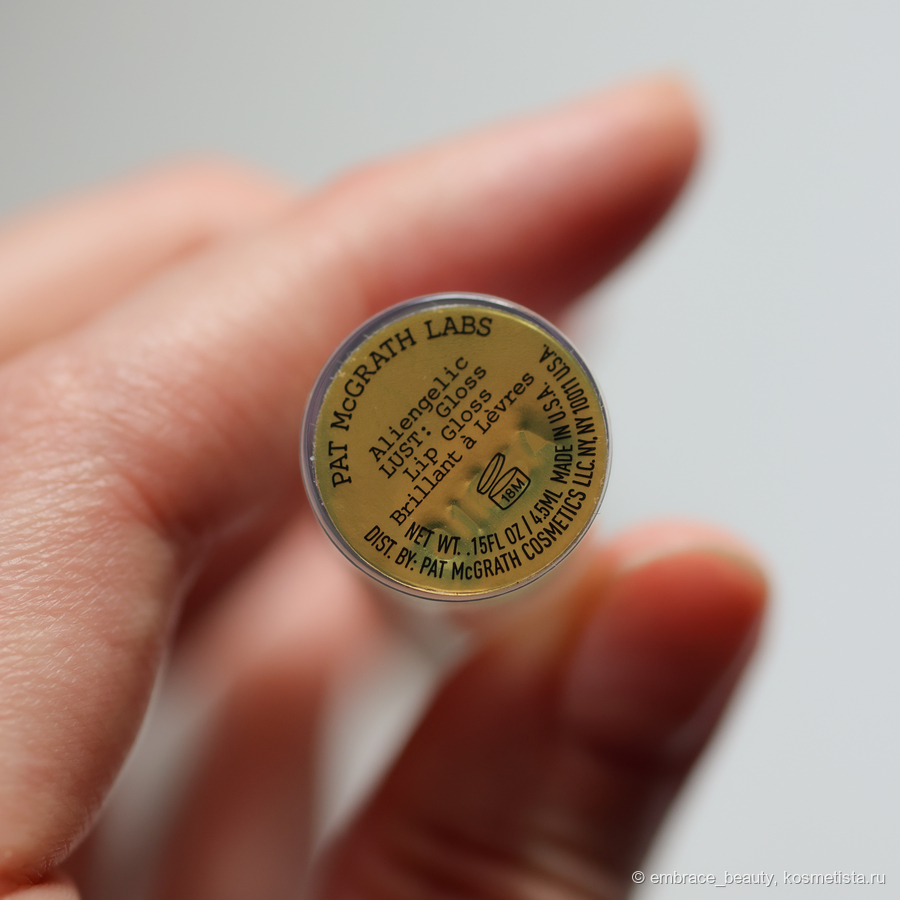 PAT McGRATH LABS
Aliengelic
LUST: Gloss
Lip Gloss
Brillant à Lèvres
18M
NET WT. .15FL OZ / 4.5ML MADE IN U.S.A.
DIST. BY: PAT McGRATH COSMETICS LLC. NY, NY 10011 U.S.A.
© embrace_beauty, kosmetista.ru